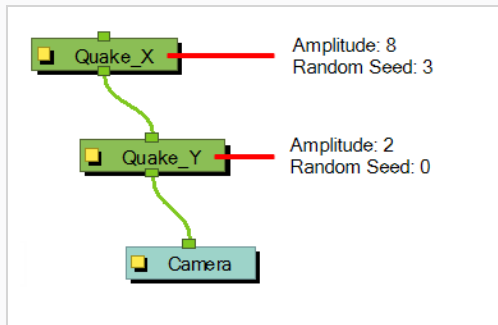 Quake_X
Amplitude: 8
Random Seed: 3
Quake_Y
Amplitude: 2
Random Seed: 0
Camera